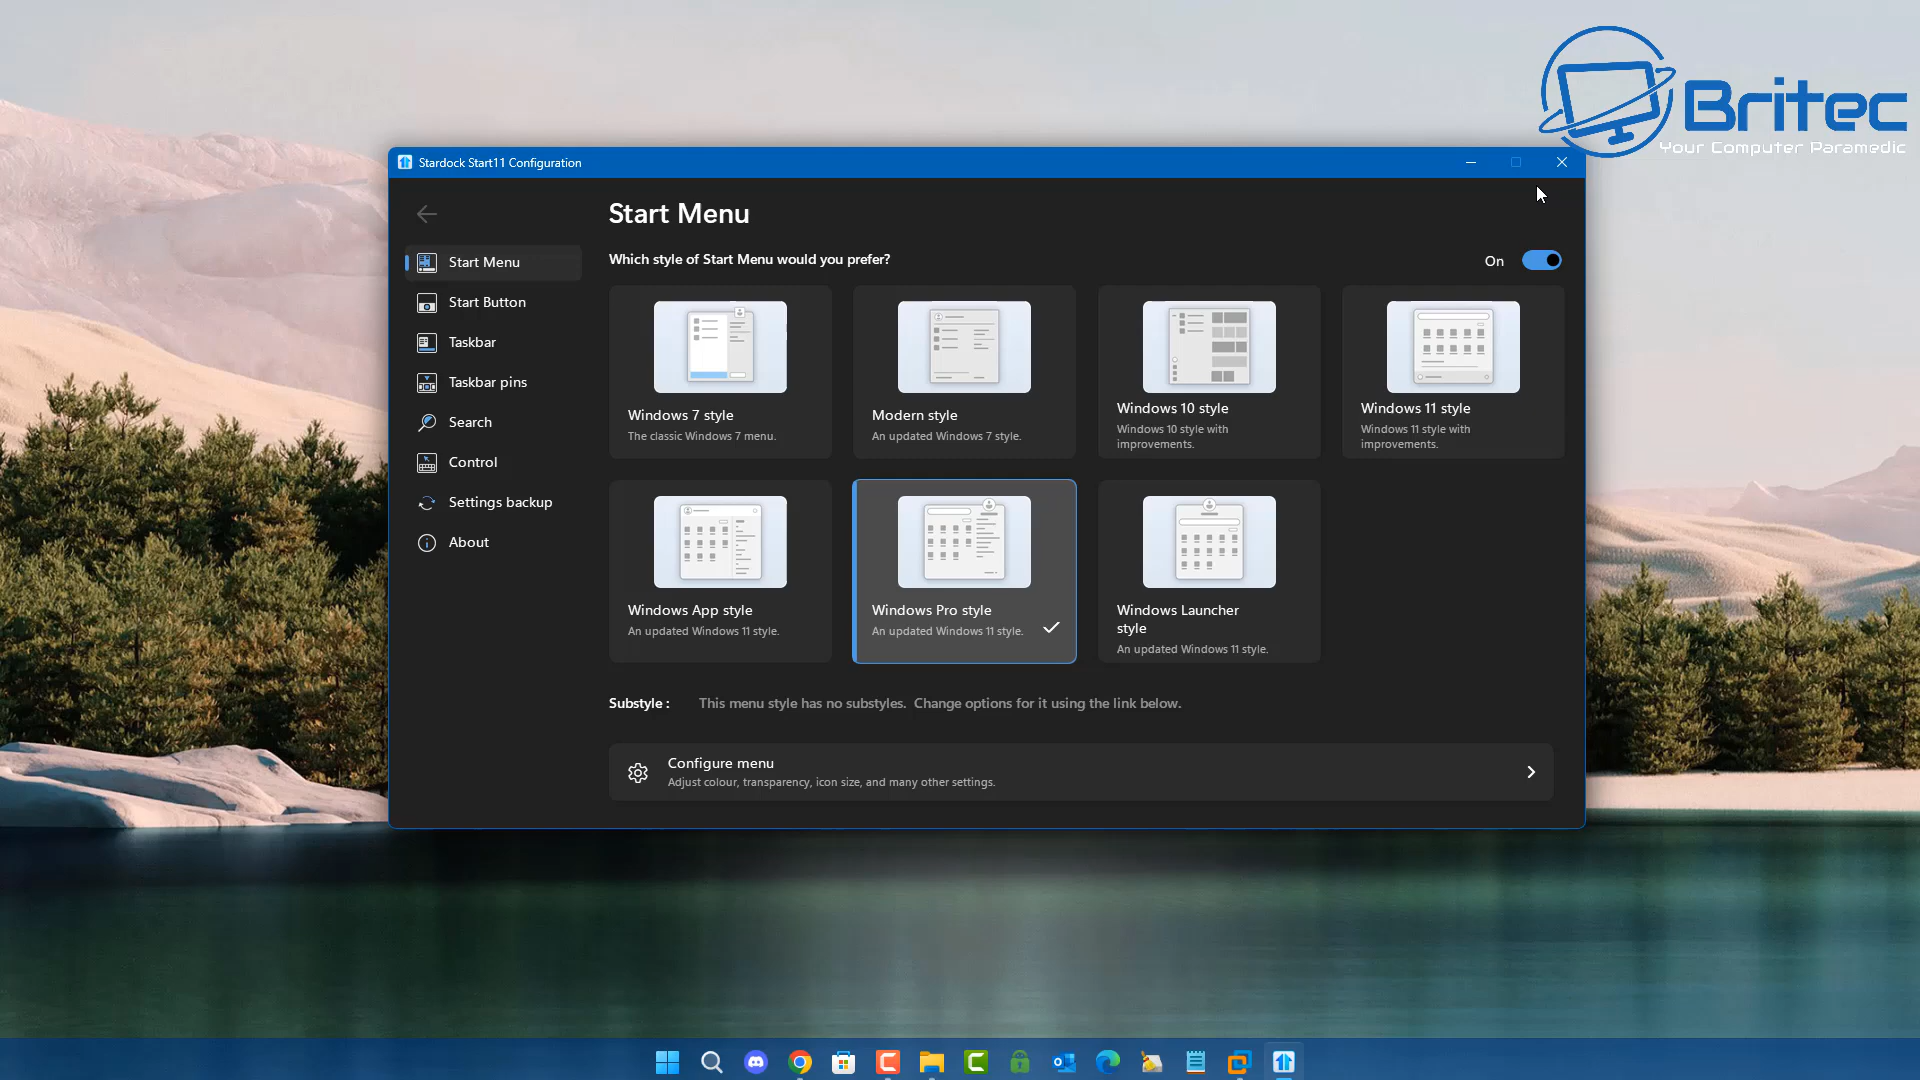 Britec
Your Computer Paramedic
Stardock Start11 Configuration
Start Menu
Which style of Start Menu would you prefer?
On
Start Menu
Start Button
Taskbar
Taskbar pins
Search
Control
Settings backup
About
Windows 7 style
The classic Windows 7 menu.
Modern style
An updated Windows 7 style.
Windows 10 style
Windows 10 style with
improvements.
Windows 11 style
Windows 11 style with
improvements.
Windows App style
An updated Windows 11 style.
Windows Pro style
An updated Windows 11 style.
Windows Launcher
style
An updated Windows 11 style.
Substyle : This menu style has no substyles. Change options for it using the link below.
Configure menu
Adjust colour, transparency, icon size, and many other settings.